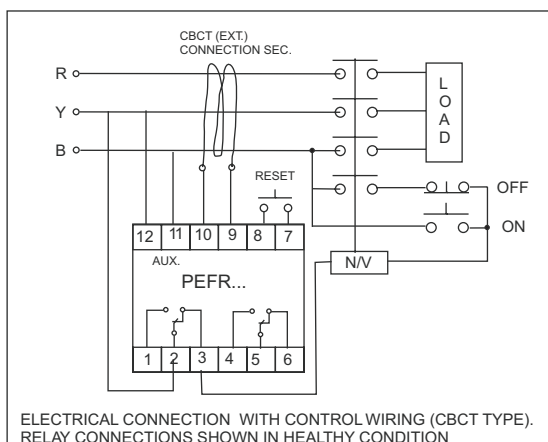 CBCT (EXT.)
CONNECTION SEC.
R
Y
B
L
O
A
D
RESET
OFF
ON
12 11 10 9 8 7
AUX.
PEFR...
N/V
1 2 3 4 5 6
ELECTRICAL CONNECTION WITH CONTROL WIRING (CBCT TYPE).
RELAY CONNECTIONS SHOWN IN HEALTHY CONDITION